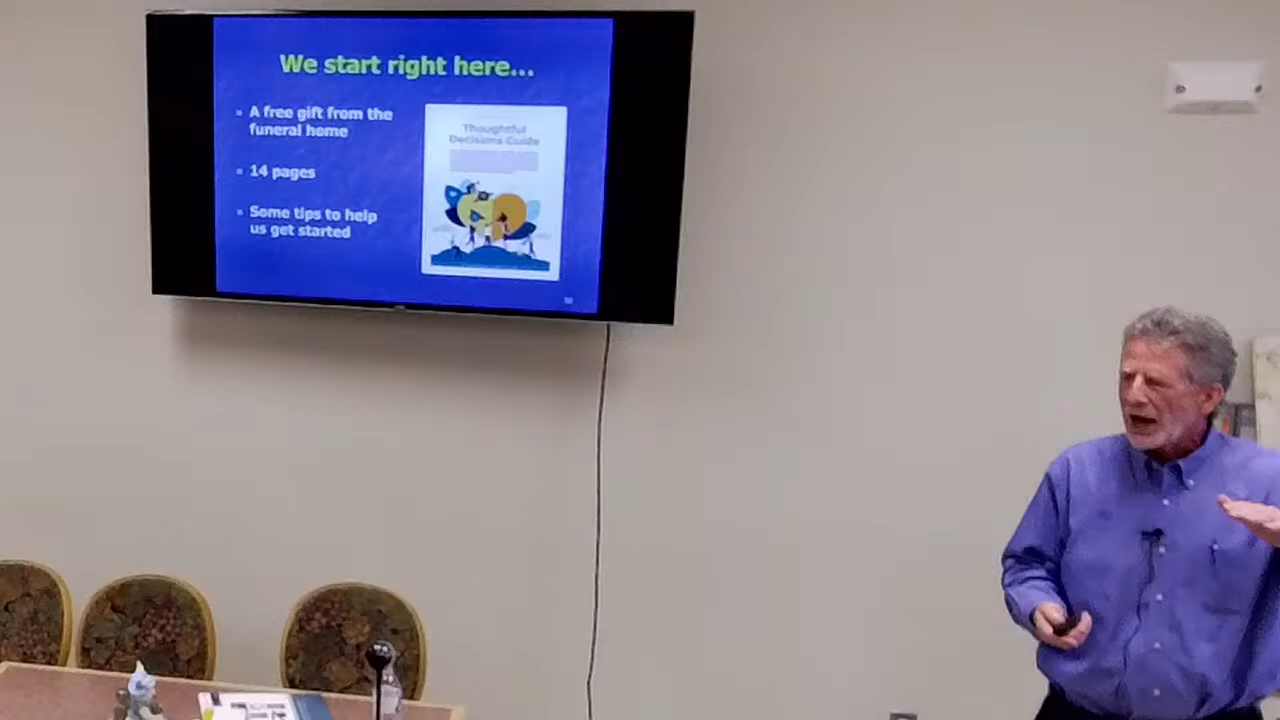 We start right here...
A free gift from the
funeral home
14 pages
Some tips to help
us get started
Thoughtful
Decisions Guide